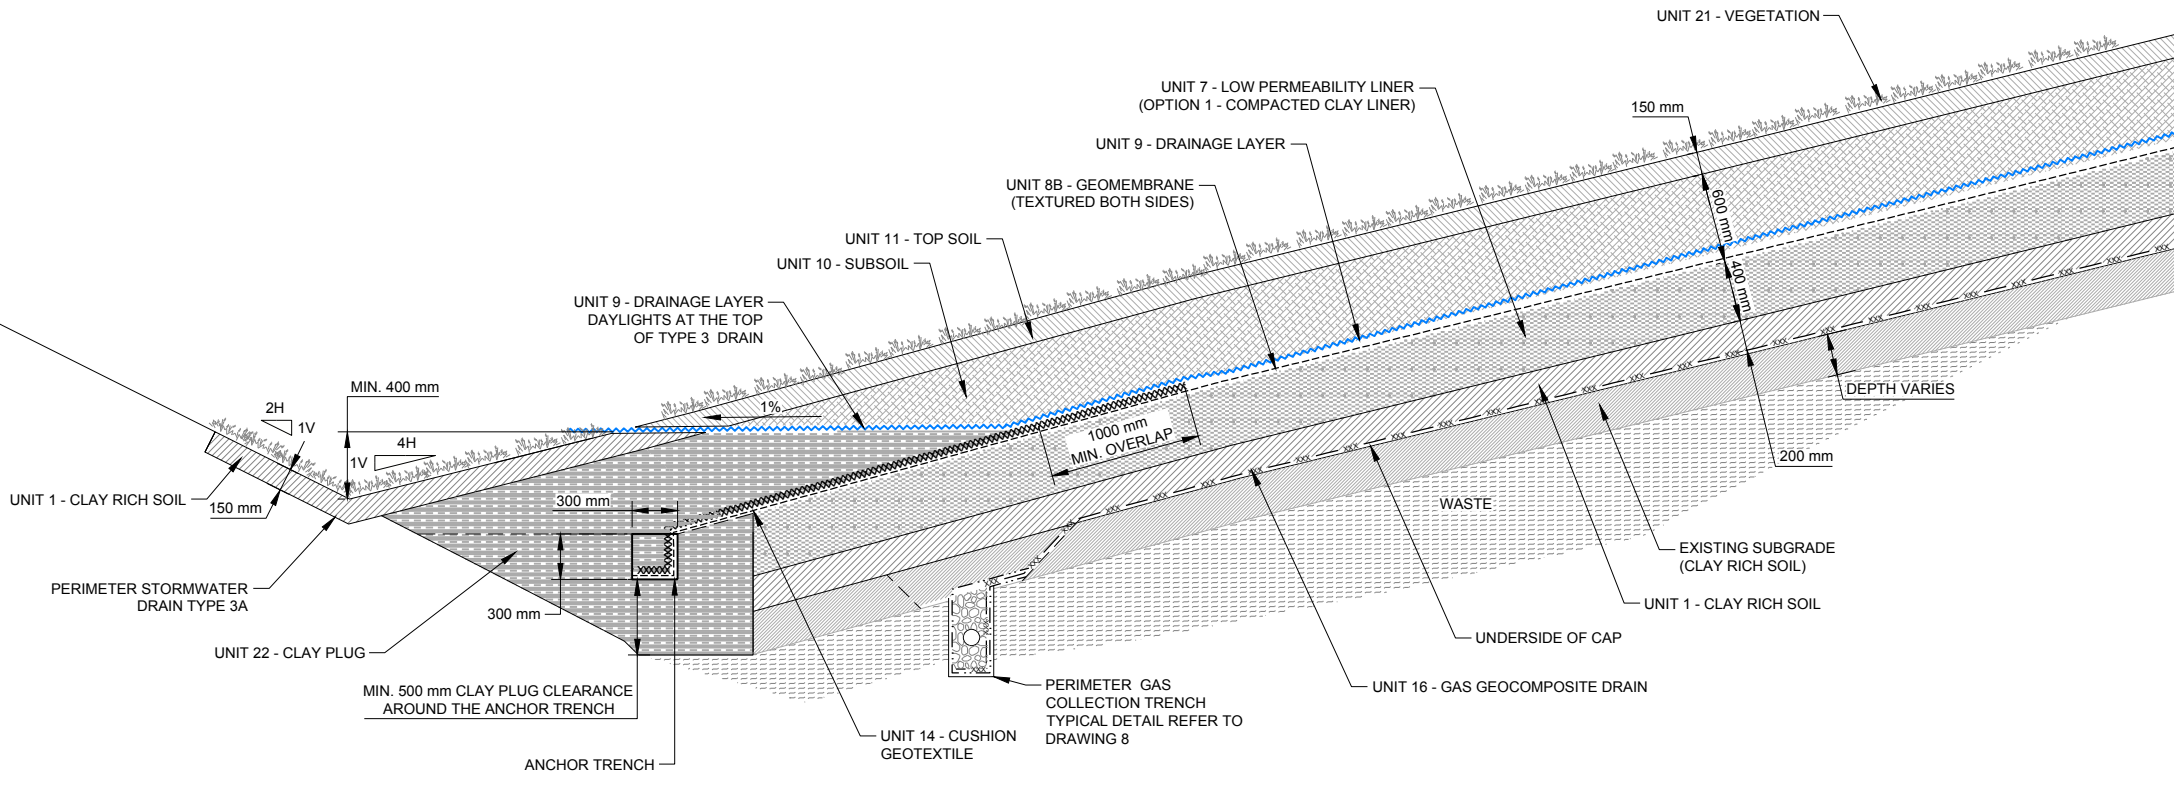 UNIT 21 - VEGETATION
UNIT 7 - LOW PERMEABILITY LINER
(OPTION 1 - COMPACTED CLAY LINER)
150 mm
UNIT 9 - DRAINAGE LAYER
UNIT 8B - GEOMEMBRANE
(TEXTURED BOTH SIDES)
600 mm
UNIT 11 - TOP SOIL
UNIT 10 - SUBSOIL
400 mm
UNIT 9 - DRAINAGE LAYER
DAYLIGHTS AT THE TOP
OF TYPE 3 DRAIN
MIN. 400 mm
DEPTH VARIES
2H
1V
1%
4H
1V
1000 mm
MIN. OVERLAP
200 mm
UNIT 1 - CLAY RICH SOIL
150 mm
300 mm
WASTE
EXISTING SUBGRADE
(CLAY RICH SOIL)
PERIMETER STORMWATER
DRAIN TYPE 3A
300 mm
UNIT 1 - CLAY RICH SOIL
UNDERSIDE OF CAP
UNIT 22 - CLAY PLUG
MIN. 500 mm CLAY PLUG CLEARANCE
AROUND THE ANCHOR TRENCH
PERIMETER GAS
COLLECTION TRENCH
TYPICAL DETAIL REFER TO
DRAWING 8
UNIT 16 - GAS GEOCOMPOSITE DRAIN
UNIT 14 - CUSHION
GEOTEXTILE
ANCHOR TRENCH